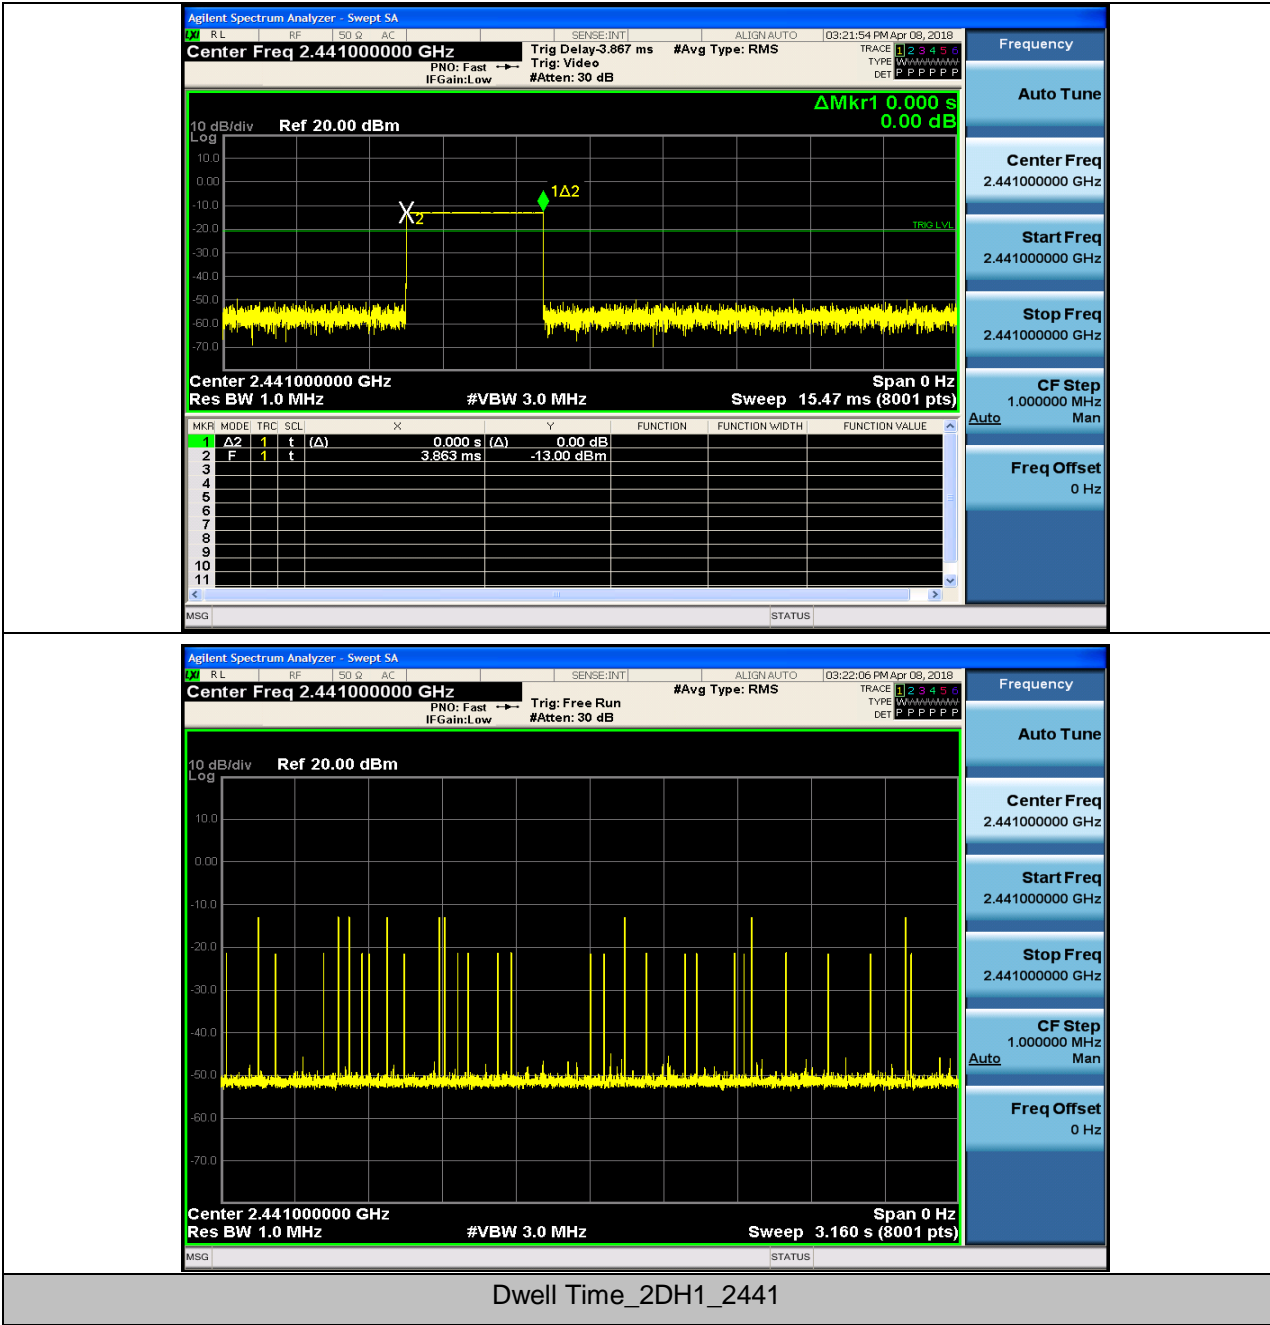 Agilent Spectrum Analyzer - Swept SA
LXI RL RF 50 Ω AC SENSE:INT ALIGN AUTO 03:21:54 PM Apr 08, 2018
Center Freq 2.441000000 GHz
PNO: Fast
IFGain:Low
Trig Delay-3.867 ms
Trig: Video
#Atten: 30 dB
#Avg Type: RMS
TRACE 1 2 3 4 5 6
TYPE WWWWWW
DET P P P P P P
ΔMkr1 0.000 s
0.00 dB
10 dB/div Ref 20.00 dBm
Log
10.0
0.00
-10.0
-20.0
-30.0
-40.0
-50.0
-60.0
-70.0
X2
1Δ2
TRIG LVL
Center 2.441000000 GHz Span 0 Hz
Res BW 1.0 MHz #VBW 3.0 MHz Sweep 15.47 ms (8001 pts)
MKR MODE TRC SCL X Y FUNCTION FUNCTION WIDTH FUNCTION VALUE
1 Δ2 1 t (Δ) 0.000 s (Δ) 0.00 dB
2 F 1 t 3.863 ms -13.00 dBm
3
4
5
6
7
8
9
10
11
MSG STATUS
Frequency
Auto Tune
Center Freq
2.441000000 GHz
Start Freq
2.441000000 GHz
Stop Freq
2.441000000 GHz
CF Step
1.000000 MHz
Auto Man
Freq Offset
0 Hz
Agilent Spectrum Analyzer - Swept SA
LXI RL RF 50 Ω AC SENSE:INT ALIGN AUTO 03:22:06 PM Apr 08, 2018
Center Freq 2.441000000 GHz
PNO: Fast
IFGain:Low
Trig: Free Run
#Atten: 30 dB
#Avg Type: RMS
TRACE 1 2 3 4 5 6
TYPE WWWWWW
DET P P P P P P
10 dB/div Ref 20.00 dBm
Log
10.0
0.00
-10.0
-20.0
-30.0
-40.0
-50.0
-60.0
-70.0
Center 2.441000000 GHz Span 0 Hz
Res BW 1.0 MHz #VBW 3.0 MHz Sweep 3.160 s (8001 pts)
MSG STATUS
Frequency
Auto Tune
Center Freq
2.441000000 GHz
Start Freq
2.441000000 GHz
Stop Freq
2.441000000 GHz
CF Step
1.000000 MHz
Auto Man
Freq Offset
0 Hz
Dwell Time_2DH1_2441